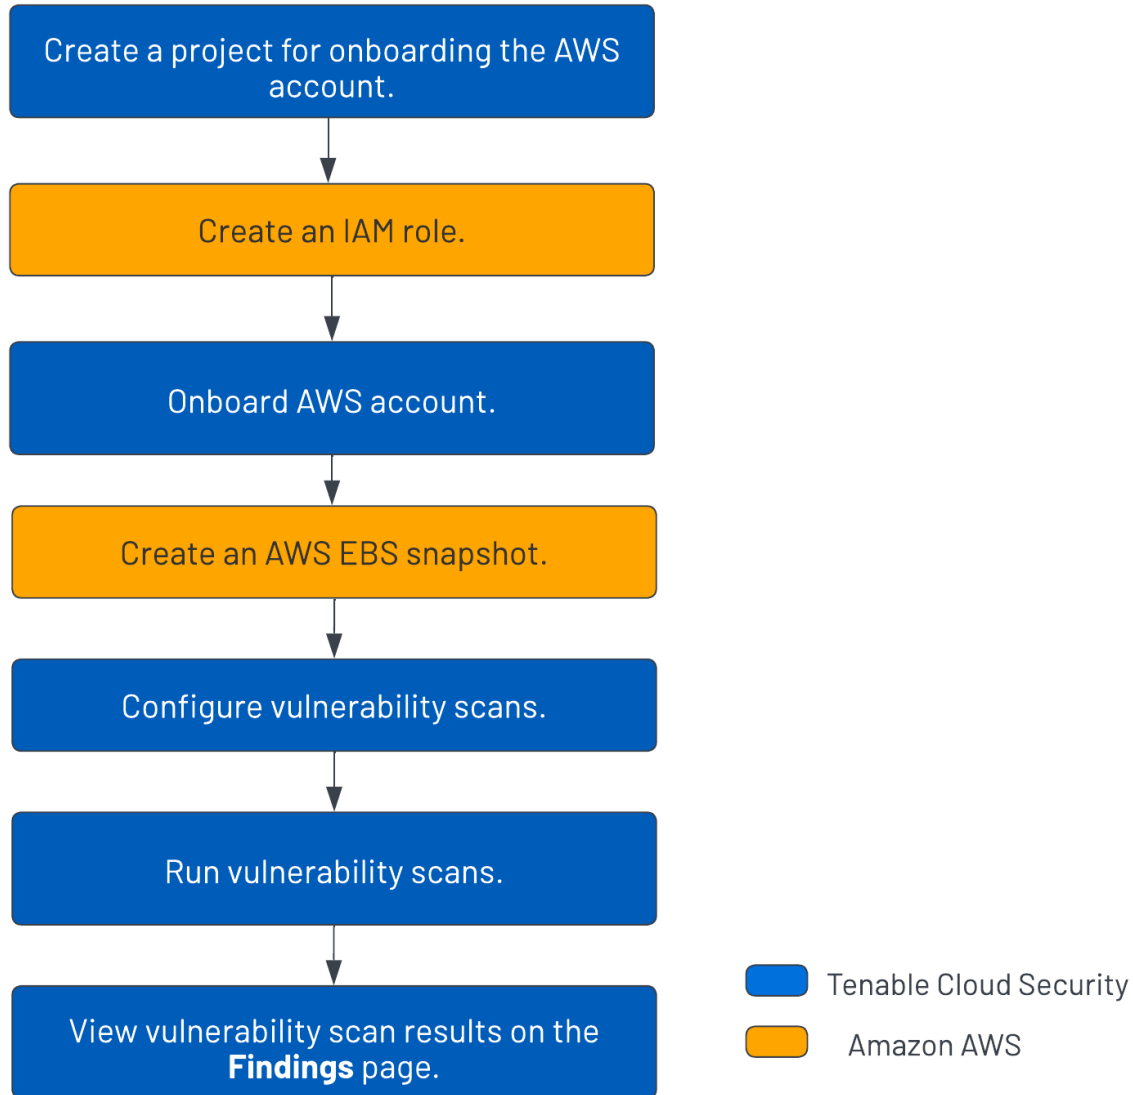 Create a project for onboarding the AWS
account.
Create an IAM role.
Onboard AWS account.
Create an AWS EBS snapshot.
Configure vulnerability scans.
Run vulnerability scans.
View vulnerability scan results on the
Findings page.
Tenable Cloud Security
Amazon AWS